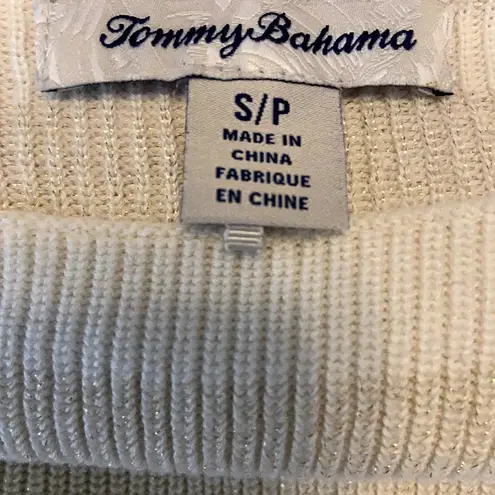 Tommy Bahama
S/P
MADE IN
CHINA
FABRIQUE
EN CHINE